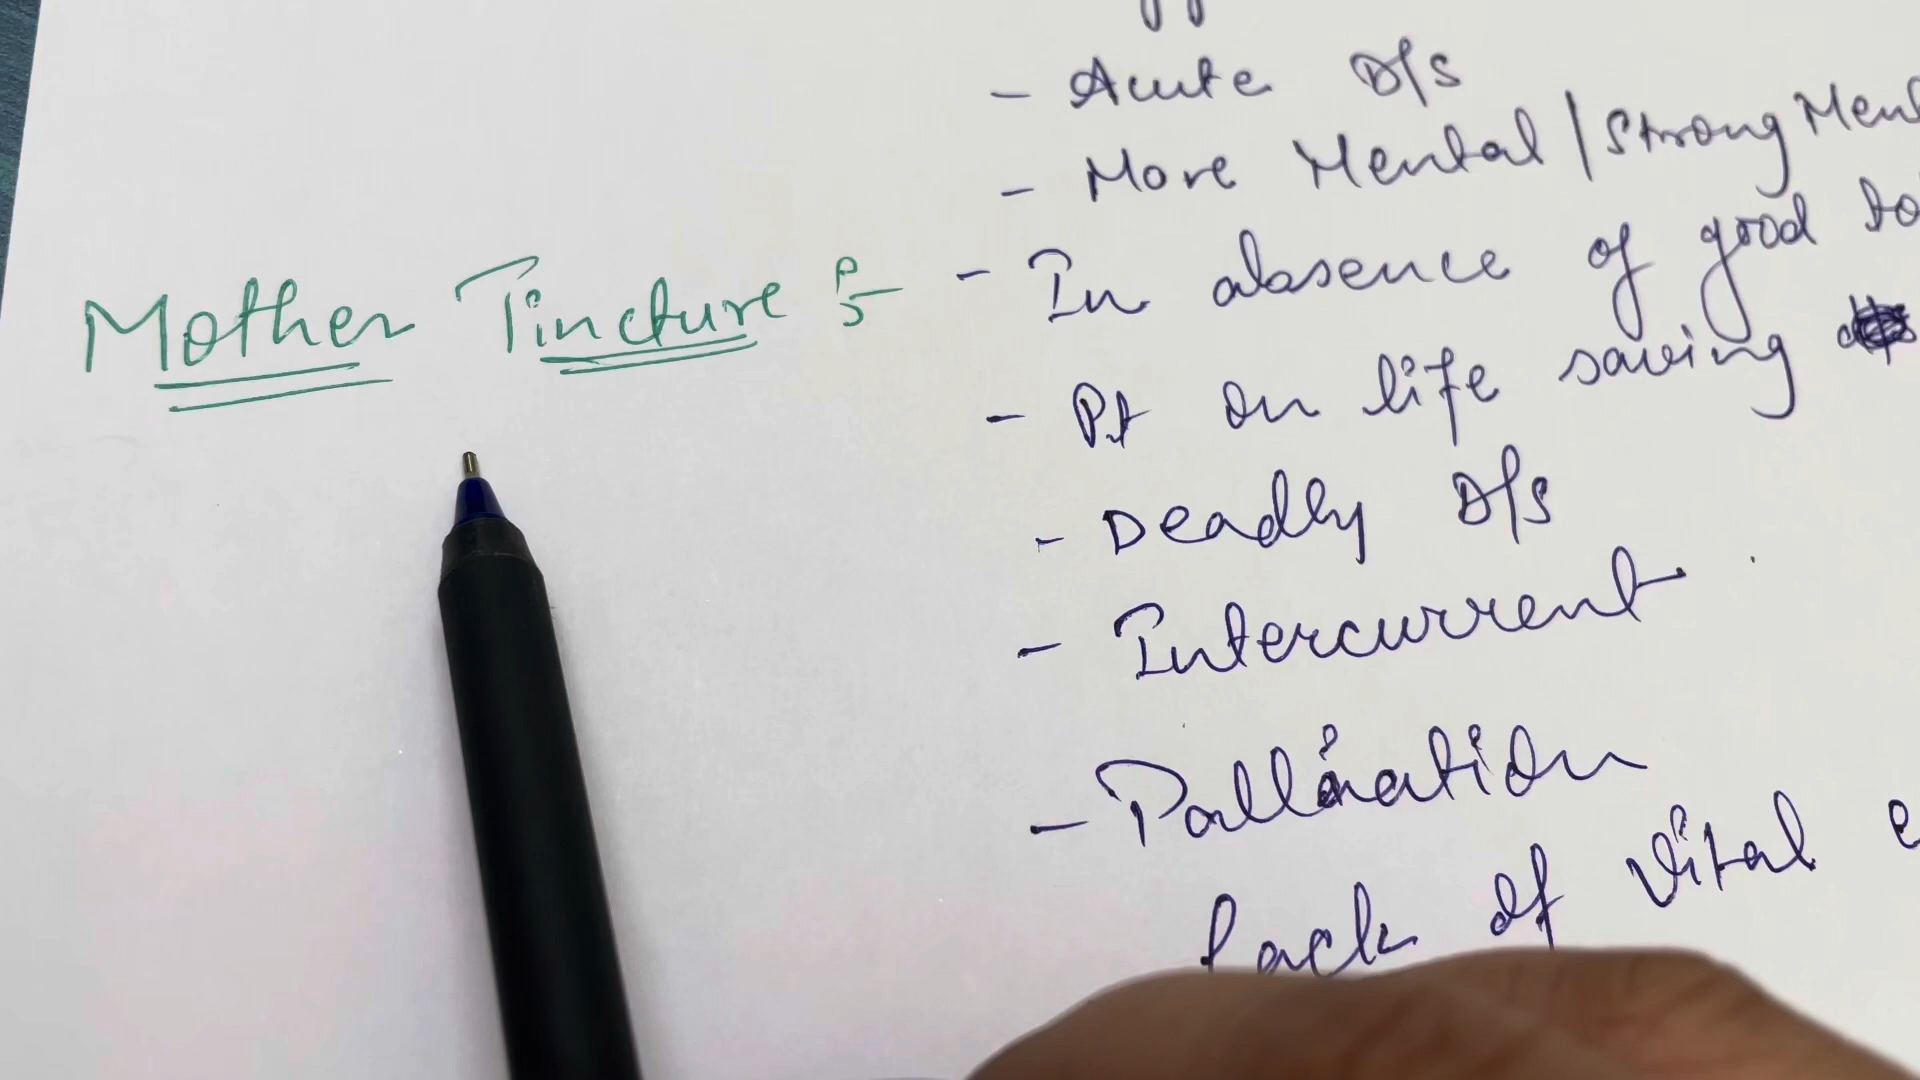 - Acute D/s
- More Mental / Strong
- In absence of good
Mother Tincture :-
- Pt on life saving
- Deadly D/s
- Intercurrent
- Palliation
lack of vital